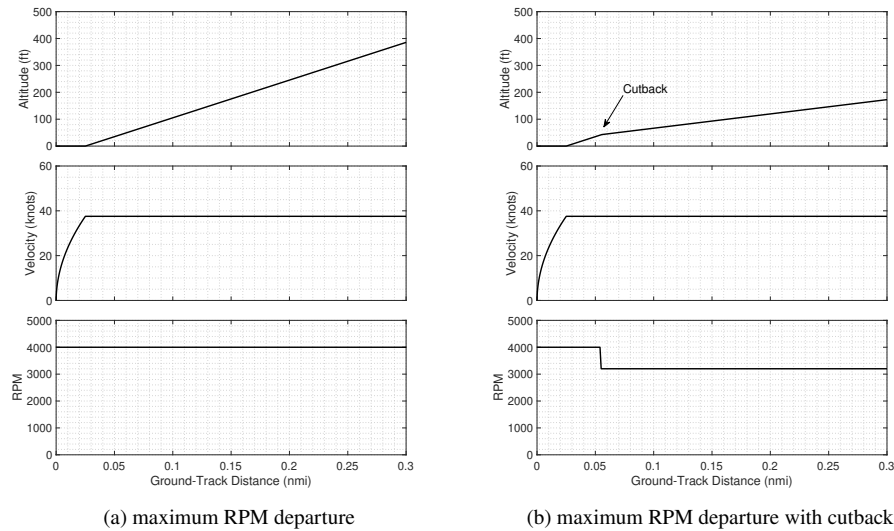 500
400
300
200
100
0
Altitude (ft)
60
40
20
0
Velocity (knots)
5000
4000
3000
2000
1000
0
RPM
0 0.05 0.1 0.15 0.2 0.25 0.3
Ground-Track Distance (nmi)
(a) maximum RPM departure
500
400
300
200
100
0
Altitude (ft)
Cutback
60
40
20
0
Velocity (knots)
5000
4000
3000
2000
1000
0
RPM
0 0.05 0.1 0.15 0.2 0.25 0.3
Ground-Track Distance (nmi)
(b) maximum RPM departure with cutback